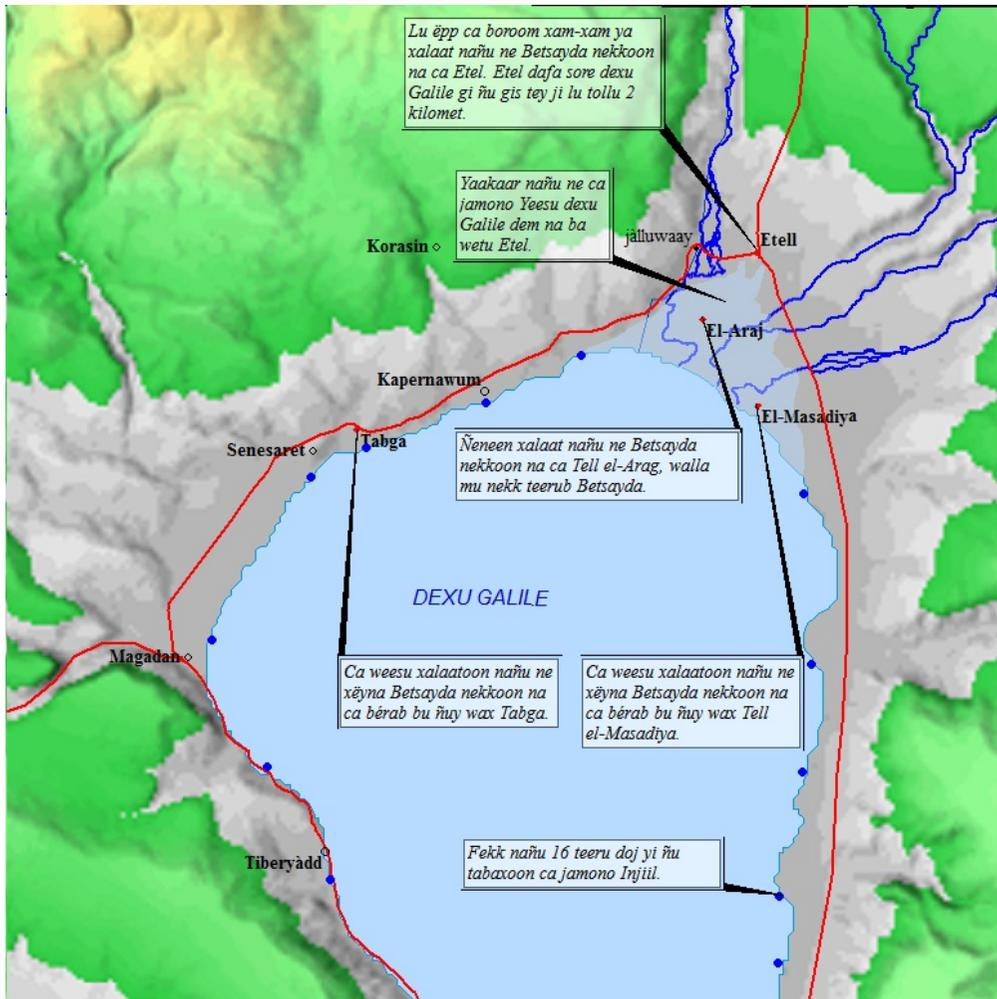 Lu ëpp ca boroom xam-xam ya
xalaat nañu ne Betsayda nekkoon
na ca Etel. Etel dafa sore dexu
Galile gi ñu gis tey ji lu tollu 2
kilomet.
Yaakaar nañu ne ca
jamono Yeesu dexu
Galile dem na ba
wetu Etel.
Korasin
jàlluwaay
Etell
El-Araj
Kapernawum
El-Masadiya
Senesaret
Tabga
Ñeneen xalaat nañu ne Betsayda
nekkoon na ca Tell el-Arag, walla
mu nekk teerub Betsayda.
DEXU GALILE
Magadan
Ca weesu xalaatoon nañu ne
xëyna Betsayda nekkoon na
ca bérab bu ñuy wax Tabga.
Ca weesu xalaatoon nañu ne
xëyna Betsayda nekkoon na
ca bérab bu ñuy wax Tell
el-Masadiya.
Tiberyàdd
Fekk nañu 16 teeru doj yi ñu
tabaxoon ca jamono Injiil.